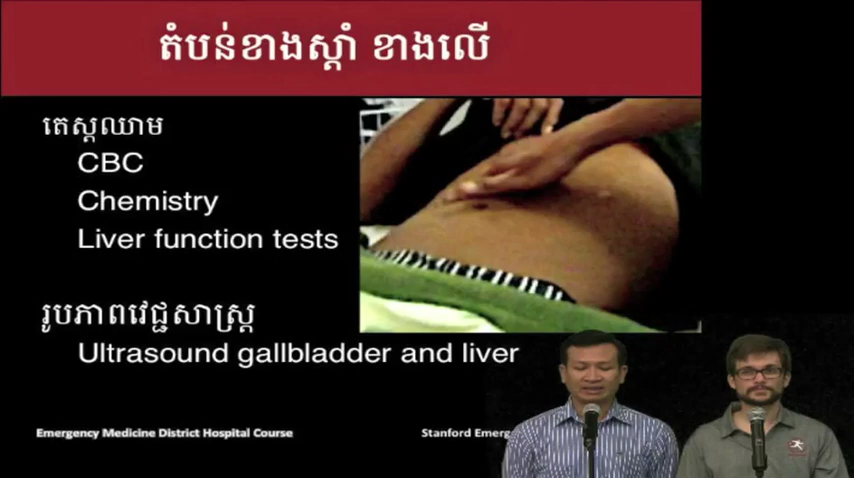 តំបន់ខាងស្តាំ ខាងលើ
តេស្តឈាម
CBC
Chemistry
Liver function tests
រូបភាពវេជ្ជសាស្ត្រ
Ultrasound gallbladder and liver
Emergency Medicine District Hospital Course
Stanford Emerg